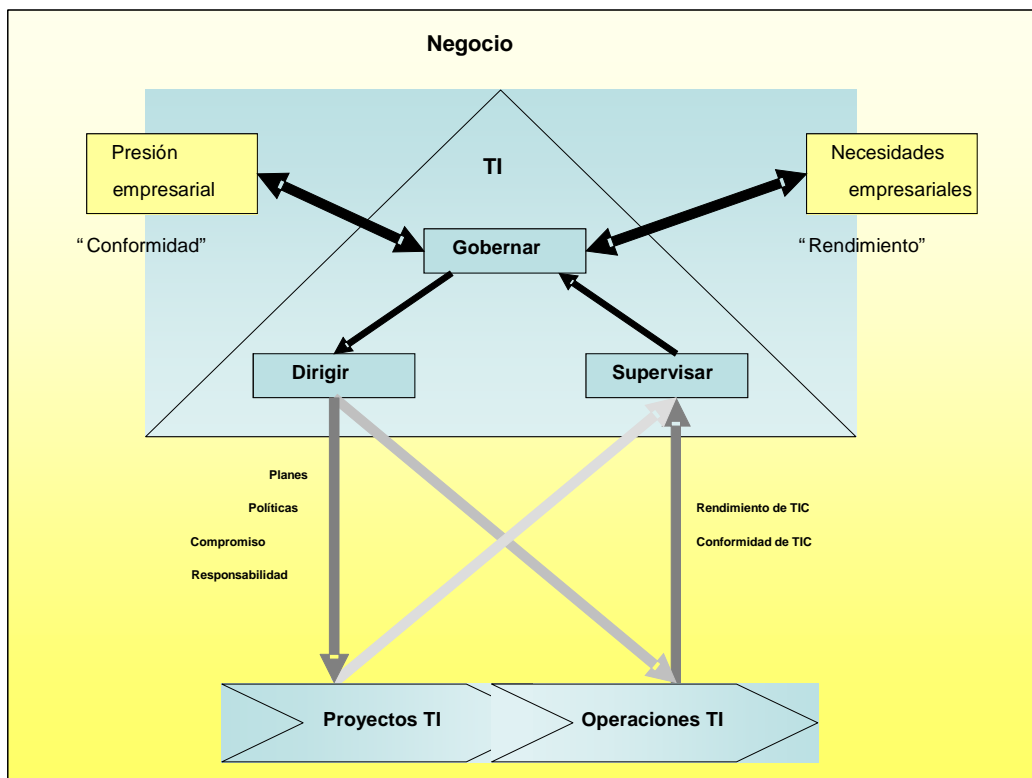 Negocio
Presión
empresarial
TI
Necesidades
empresariales
“Conformidad”
Gobernar
“Rendimiento”
Dirigir
Supervisar
Planes
Políticas
Compromiso
Responsabilidad
Rendimiento de TIC
Conformidad de TIC
Proyectos TI
Operaciones TI